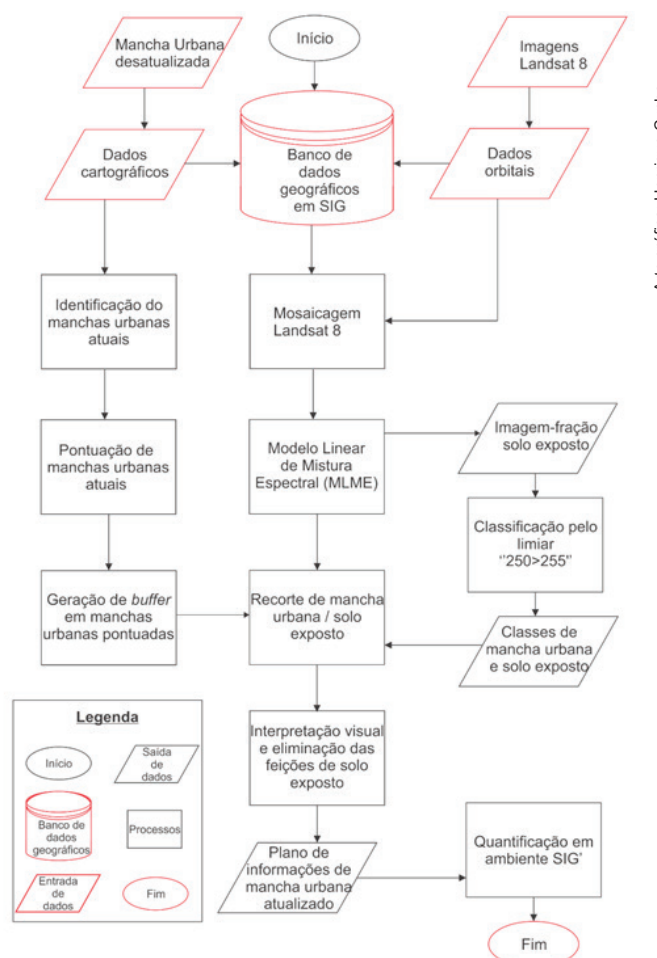 Mancha Urbana
desatualizada
Início
Imagens
Landsat 8
Dados
cartográficos
Banco de
dados
geográficos
em SIG
Dados
orbitais
Identificação do
manchas urbanas
atuais
Mosaicagem
Landsat 8
Pontuação de
manchas urbanas
atuais
Modelo Linear
de Mistura
Espectral (MLME)
Imagem-fração
solo exposto
Classificação pelo
limiar
‘’250>255’’
Geração de buffer
em manchas
urbanas pontuadas
Recorte de mancha
urbana / solo
exposto
Classes de
mancha urbana
e solo exposto
Interpretação visual
e eliminação das
feições de solo
exposto
Plano de
informações de
mancha urbana
atualizado
Quantificação em
ambiente SIG’
Fim
Legenda
Início
Saída
de
dados
Banco de
dados
geográficos
Processos
Entrada
de
dados
Fim